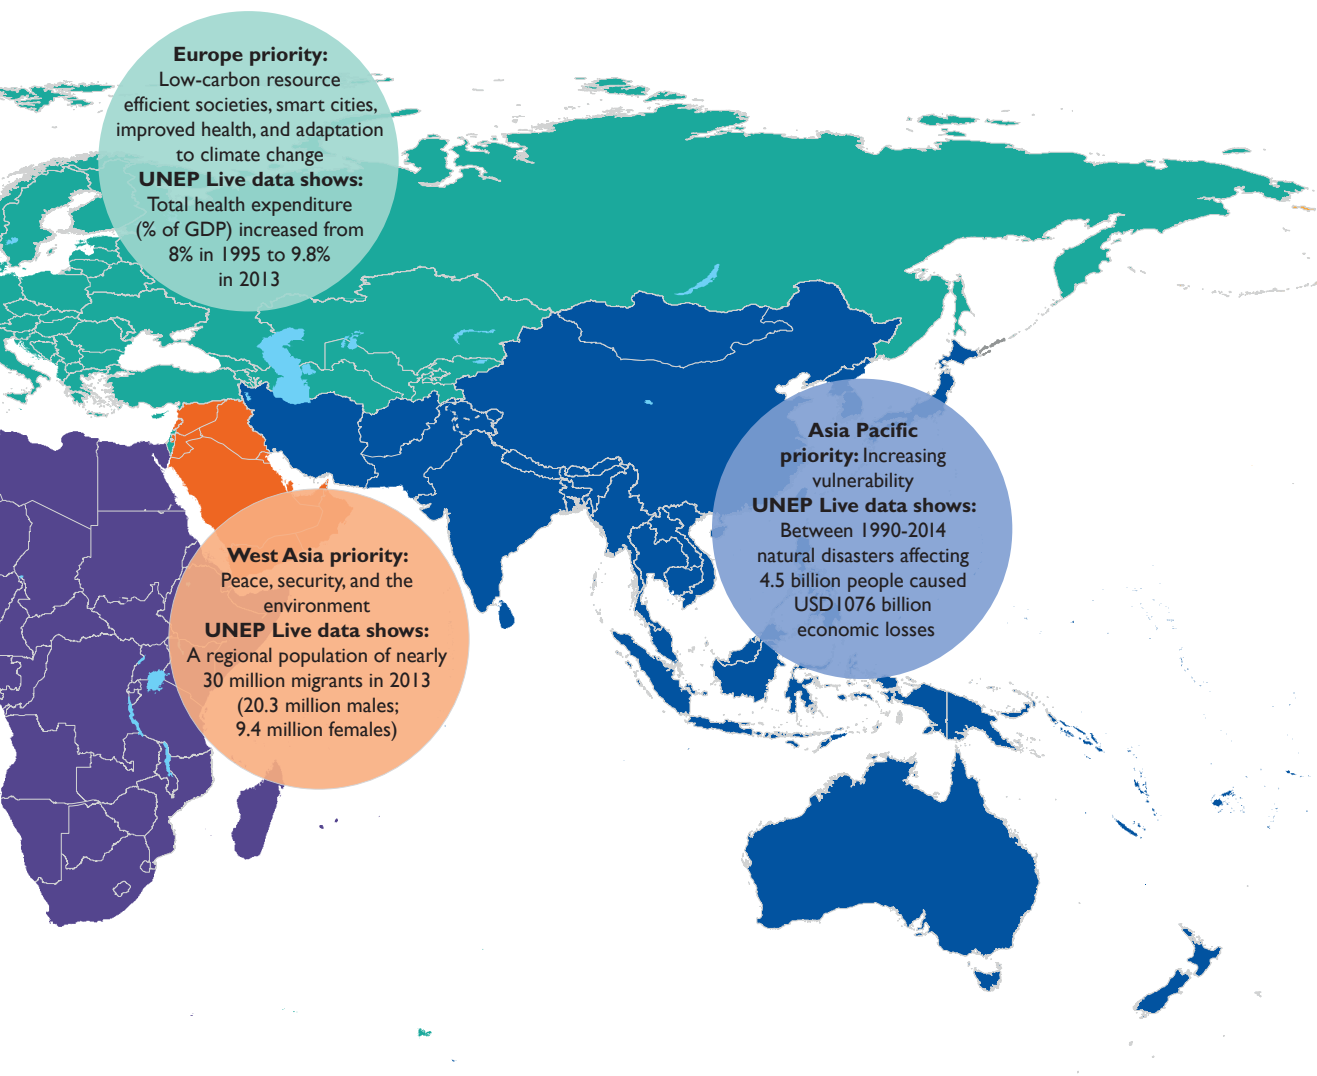 Europe priority:
Low-carbon resource
efficient societies, smart cities,
improved health, and adaptation
to climate change
UNEP Live data shows:
Total health expenditure
(% of GDP) increased from
8% in 1995 to 9.8%
in 2013
Asia Pacific
priority: Increasing
vulnerability
UNEP Live data shows:
Between 1990-2014
natural disasters affecting
4.5 billion people caused
USD1076 billion
economic losses
West Asia priority:
Peace, security, and the
environment
UNEP Live data shows:
A regional population of nearly
30 million migrants in 2013
(20.3 million males;
9.4 million females)